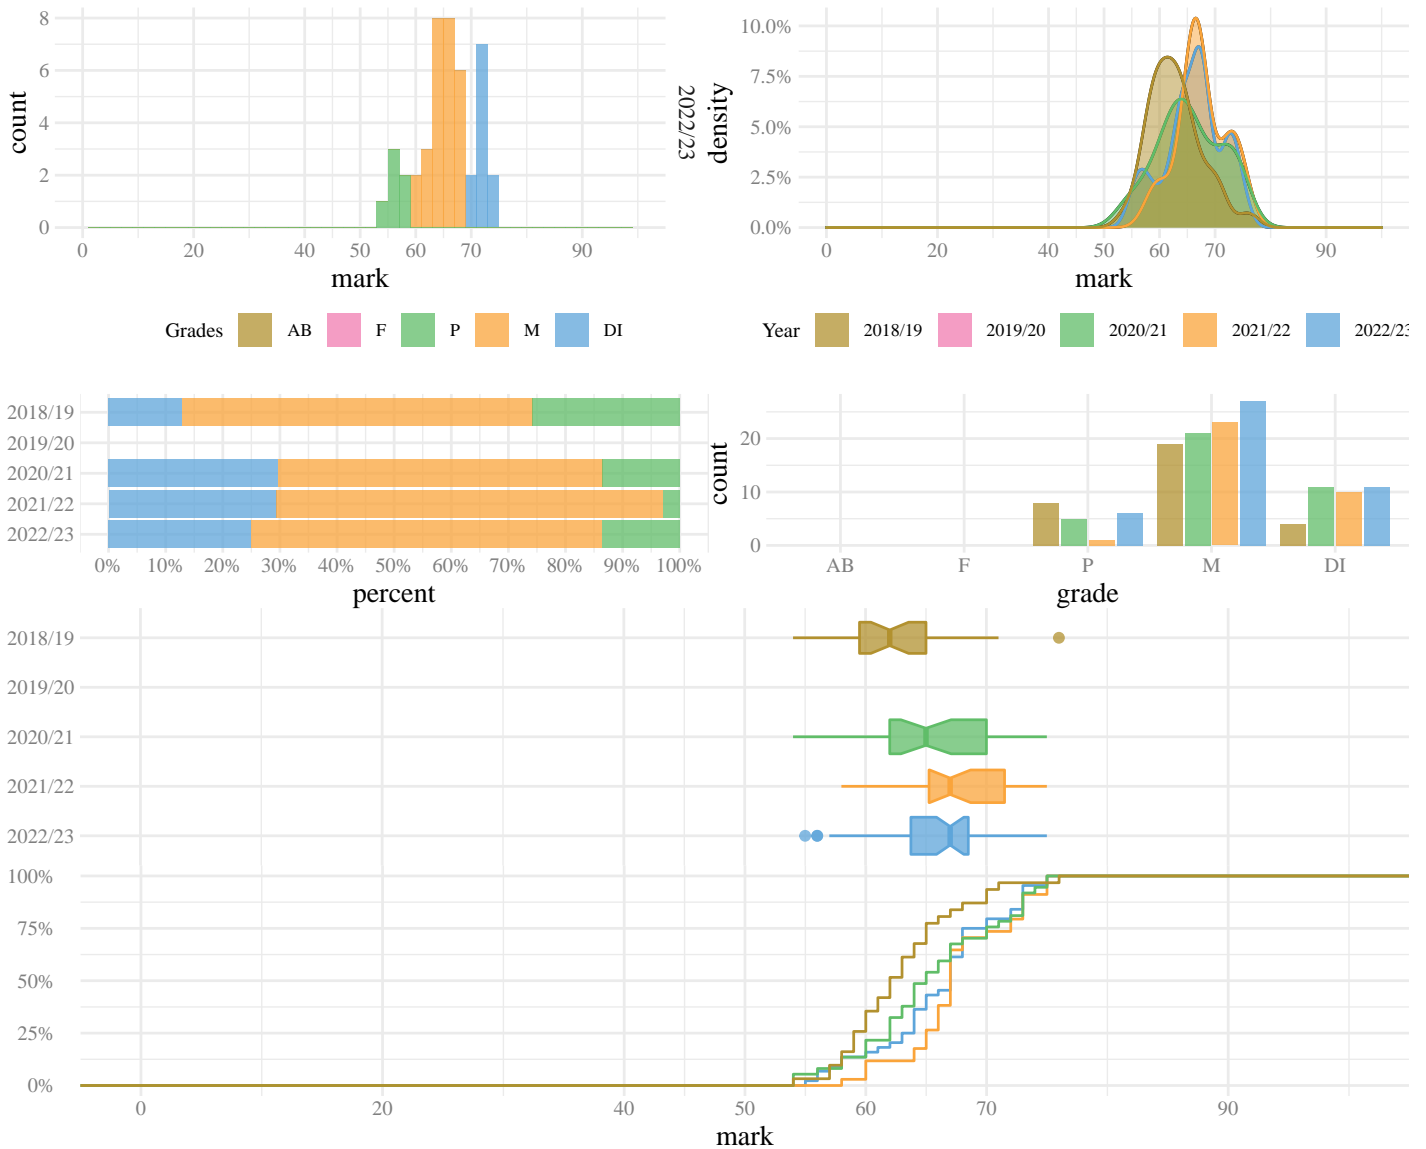 8
6
4
2
0
count
0 20 40 50 60 70 90
mark
2022/23
Grades AB F P M DI
10.0%
7.5%
5.0%
2.5%
0.0%
density
0 20 40 50 60 70 90
mark
Year 2018/19 2019/20 2020/21 2021/22 2022/23
2018/19
2019/20
2020/21
2021/22
2022/23
0% 10% 20% 30% 40% 50% 60% 70% 80% 90% 100%
percent
20
10
0
count
AB F P M DI
grade
2018/19
2019/20
2020/21
2021/22
2022/23
100%
75%
50%
25%
0%
0 20 40 50 60 70 90
mark